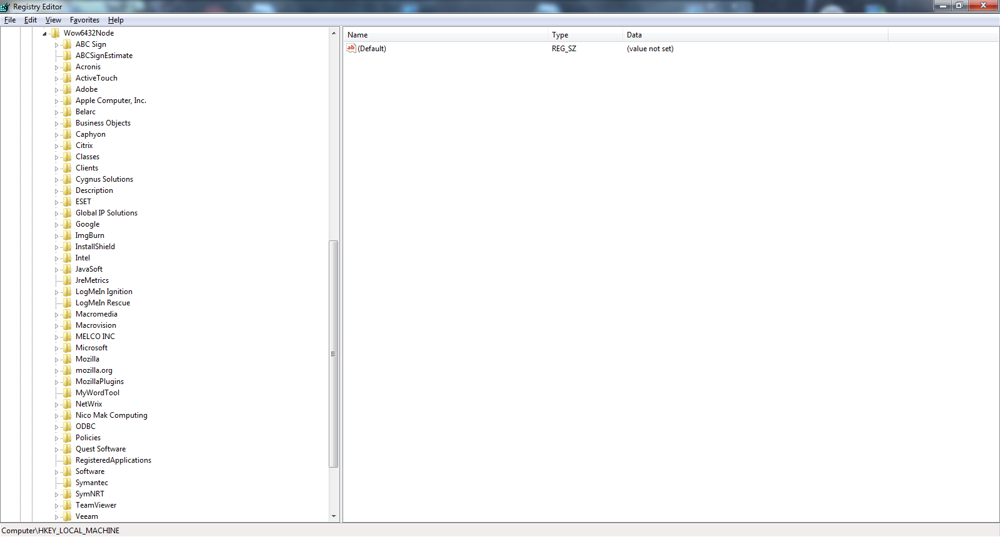 Registry Editor
File Edit View Favorites Help
Wow6432Node
ABC Sign
ABCSignEstimate
Acronis
ActiveTouch
Adobe
Apple Computer, Inc.
Belarc
Business Objects
Caphyon
Citrix
Classes
Clients
Cygnus Solutions
Description
ESET
Global IP Solutions
Google
ImgBurn
InstallShield
Intel
JavaSoft
JreMetrics
LogMeIn Ignition
LogMeIn Rescue
Macromedia
Macrovision
MELCO INC
Microsoft
Mozilla
mozilla.org
MozillaPlugins
MyWordTool
NetWrix
Nico Mak Computing
ODBC
Policies
Quest Software
RegisteredApplications
Software
Symantec
SymNRT
TeamViewer
Veeam
Name Type Data
ab (Default) REG_SZ (value not set)
Computer\HKEY_LOCAL_MACHINE